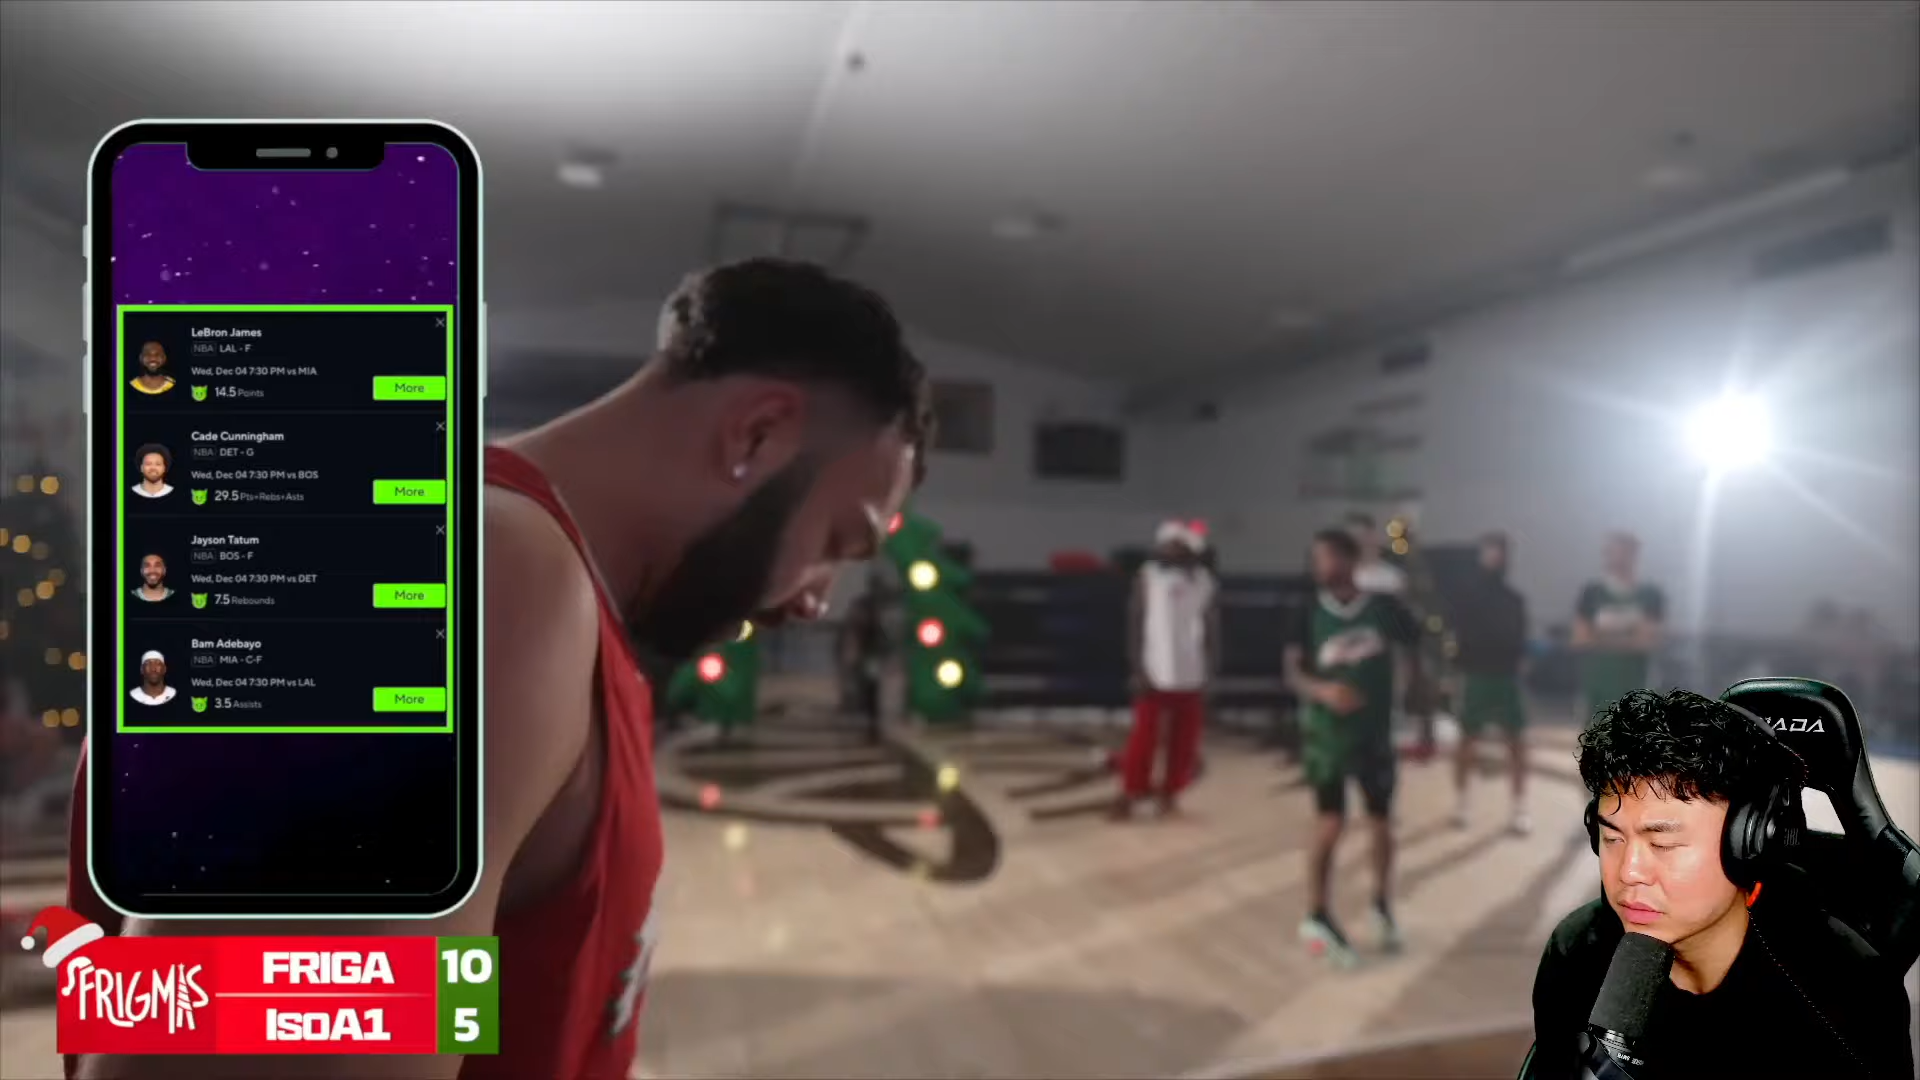 LeBron James
NBA LAL - F
Wed, Dec 04 7:30 PM vs MIA
14.5 Points
More
Cade Cunningham
NBA DET - G
Wed, Dec 04 7:30 PM vs BOS
29.5 Pts+Rebs+Asts
More
Jayson Tatum
NBA BOS - F
Wed, Dec 04 7:30 PM vs DET
7.5 Rebounds
More
Bam Adebayo
NBA MIA - C-F
Wed, Dec 04 7:30 PM vs LAL
3.5 Assists
More
FRIGMAS
FRIGA 10
IsoA1 5